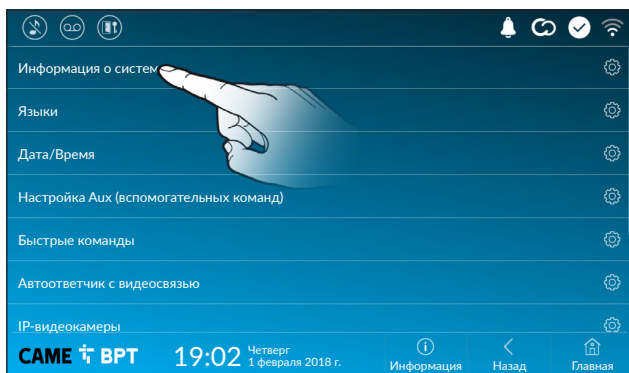 Информация о систем
Языки
Дата/Время
Настройка Aux (вспомогательных команд)
Быстрые команды
Автоответчик с видеосвязью
IP-видеокамеры
CAME BPT 19:02 Четверг
1 февраля 2018 г.
Информация Назад Главная